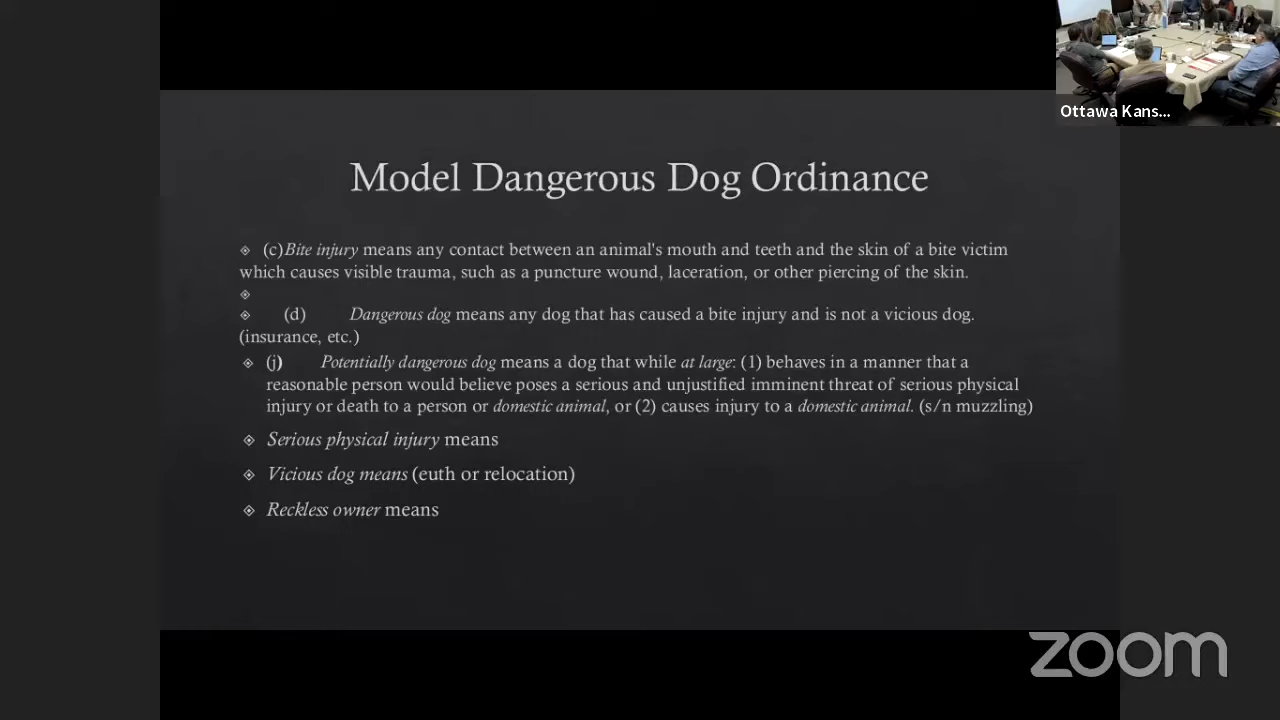 Ottawa Kans...
Model Dangerous Dog Ordinance
(c)Bite injury means any contact between an animal's mouth and teeth and the skin of a bite victim
which causes visible trauma, such as a puncture wound, laceration, or other piercing of the skin.
(d) Dangerous dog means any dog that has caused a bite injury and is not a vicious dog.
(insurance, etc.)
(j) Potentially dangerous dog means a dog that while at large: (1) behaves in a manner that a
reasonable person would believe poses a serious and unjustified imminent threat of serious physical
injury or death to a person or domestic animal, or (2) causes injury to a domestic animal. (s/n muzzling)
Serious physical injury means
Vicious dog means (euth or relocation)
Reckless owner means
zoom